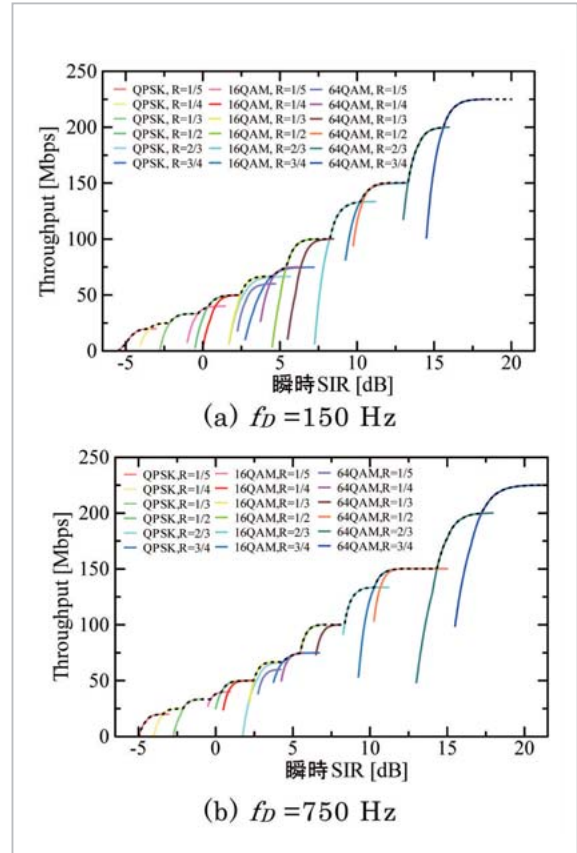 250
200
150
100
50
0
Throughput [Mbps]
QPSK, R=1/5 16QAM, R=1/5 64QAM, R=1/5
QPSK, R=1/4 16QAM, R=1/4 64QAM, R=1/4
QPSK, R=1/3 16QAM, R=1/3 64QAM, R=1/3
QPSK, R=1/2 16QAM, R=1/2 64QAM, R=1/2
QPSK, R=2/3 16QAM, R=2/3 64QAM, R=2/3
QPSK, R=3/4 16QAM, R=3/4 64QAM, R=3/4
-5 0 5 10 15 20
瞬時SIR [dB]
(a) fD =150 Hz
250
200
150
100
50
0
Throughput [Mbps]
QPSK,R=1/5 16QAM,R=1/5 64QAM,R=1/5
QPSK,R=1/4 16QAM,R=1/4 64QAM,R=1/4
QPSK,R=1/3 16QAM,R=1/3 64QAM,R=1/3
QPSK,R=1/2 16QAM,R=1/2 64QAM,R=1/2
QPSK,R=2/3 16QAM,R=2/3 64QAM,R=2/3
QPSK,R=3/4 16QAM,R=3/4 64QAM,R=3/4
-5 0 5 10 15 20
瞬時SIR [dB]
(b) fD =750 Hz